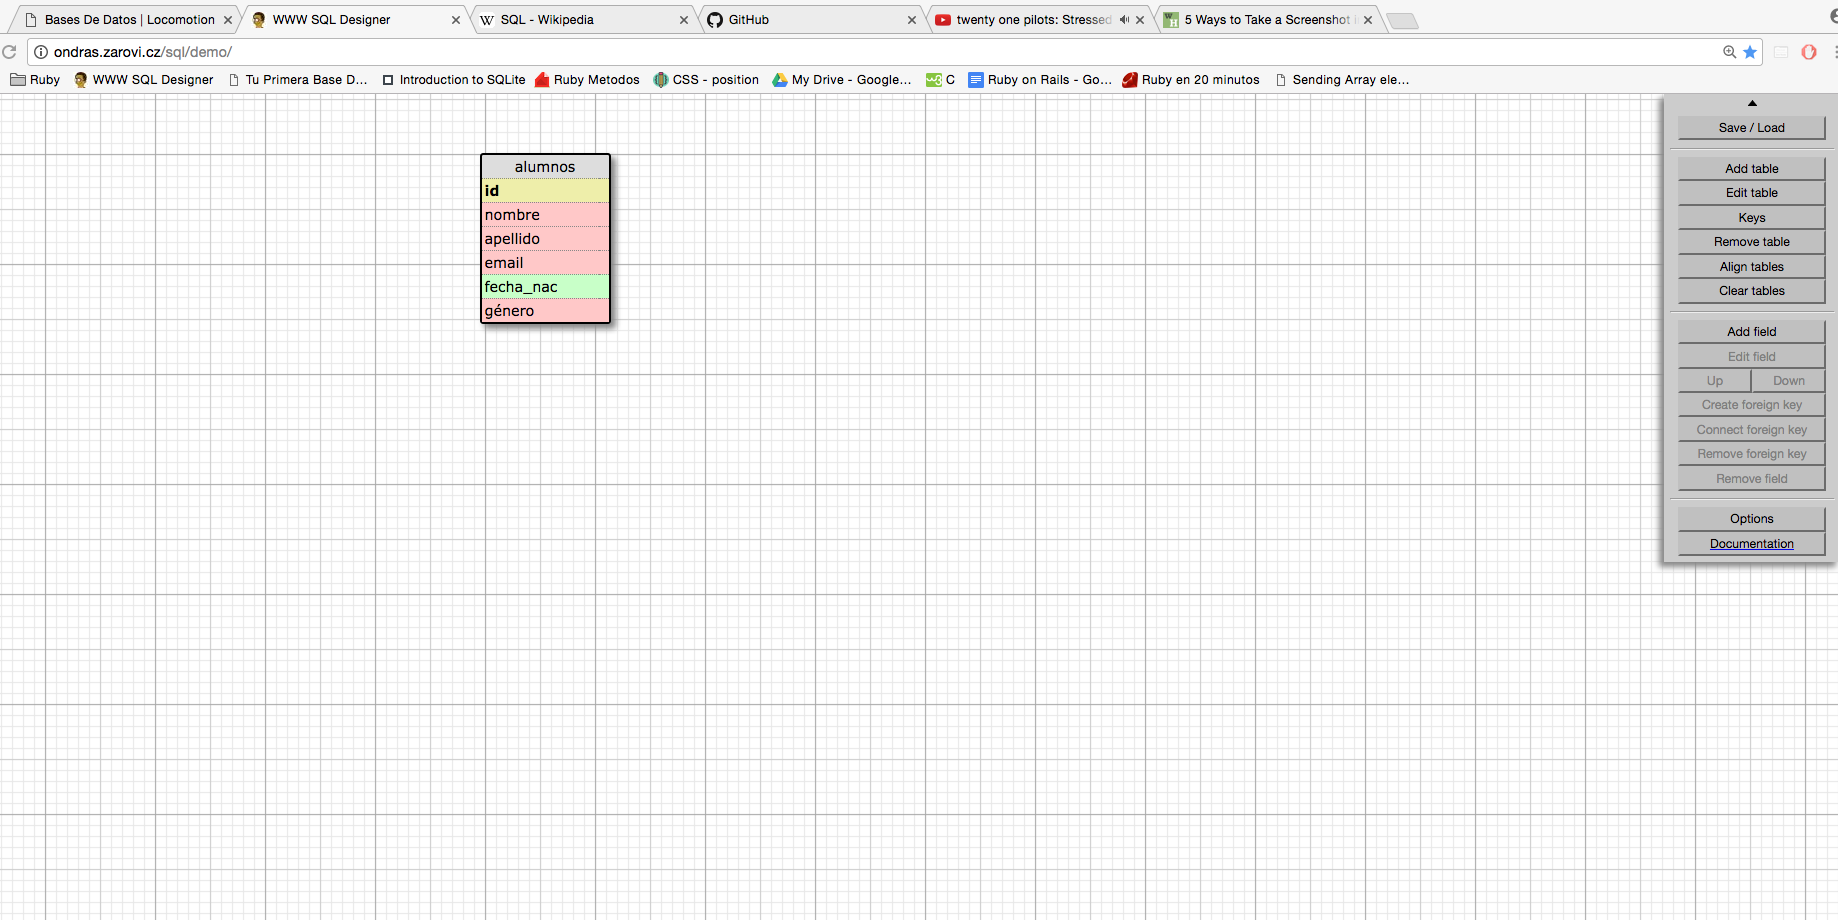 Bases De Datos | Locomotion
WWW SQL Designer
SQL - Wikipedia
GitHub
twenty one pilots: Stressed
5 Ways to Take a Screenshot
ondras.zarovi.cz/sql/demo/
Ruby
WWW SQL Designer
Tu Primera Base D...
Introduction to SQLite
Ruby Metodos
CSS - position
My Drive - Google...
C
Ruby on Rails - Go...
Ruby en 20 minutos
Sending Array ele...
alumnos
id
nombre
apellido
email
fecha_nac
género
Save / Load
Add table
Edit table
Keys
Remove table
Align tables
Clear tables
Add field
Edit field
Up
Down
Create foreign key
Connect foreign key
Remove foreign key
Remove field
Options
Documentation